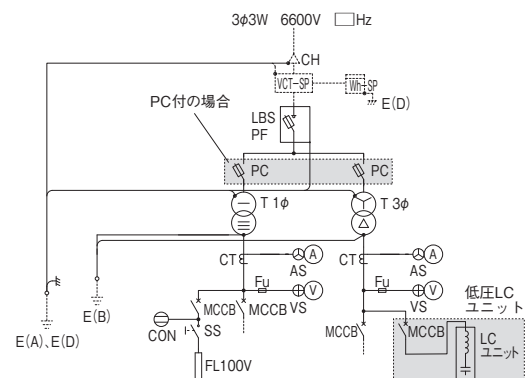 3φ3W 6600V □Hz
CH
VCT-SP
Wh-SP
E(D)
PC付の場合
LBS
PF
PC
PC
T 1φ
T 3φ
CT
A
AS
CT
A
AS
Fu
V
VS
Fu
V
VS
MCCB
MCCB
CON
SS
FL100V
MCCB
MCCB
低圧LC
ユニット
LC
ユニット
E(B)
E(A)、E(D)